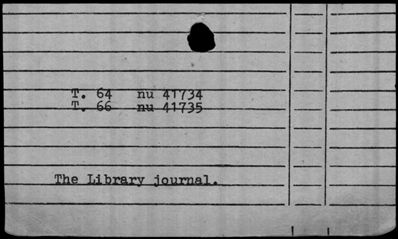 T. 64 nu 41734
T. 66 nu 41735
The Library journal.